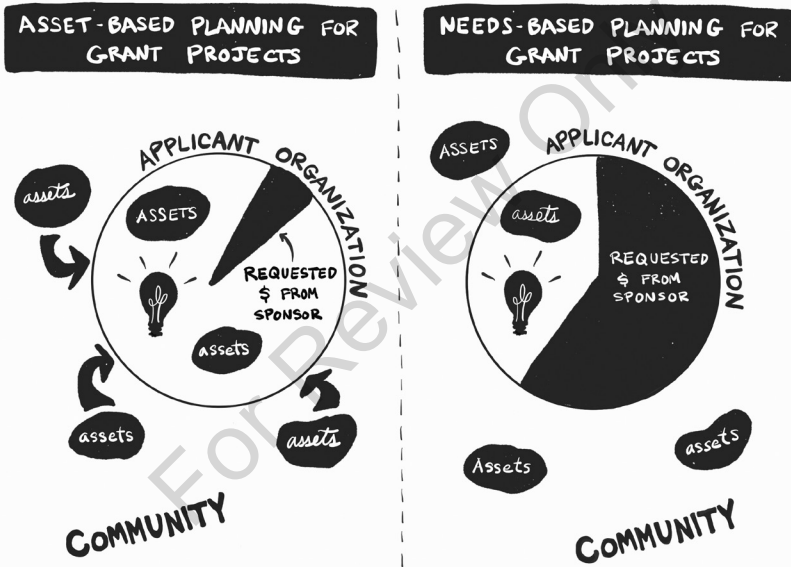 ASSET-BASED PLANNING FOR
GRANT PROJECTS
APPLICANT ORGANIZATION
assets
ASSETS
REQUESTED
$ FROM
SPONSOR
assets
assets
assets
COMMUNITY
NEEDS-BASED PLANNING FOR
GRANT PROJECTS
ASSETS
APPLICANT ORGANIZATION
assets
REQUESTED
$ FROM
SPONSOR
Assets
assets
COMMUNITY
For Review Only